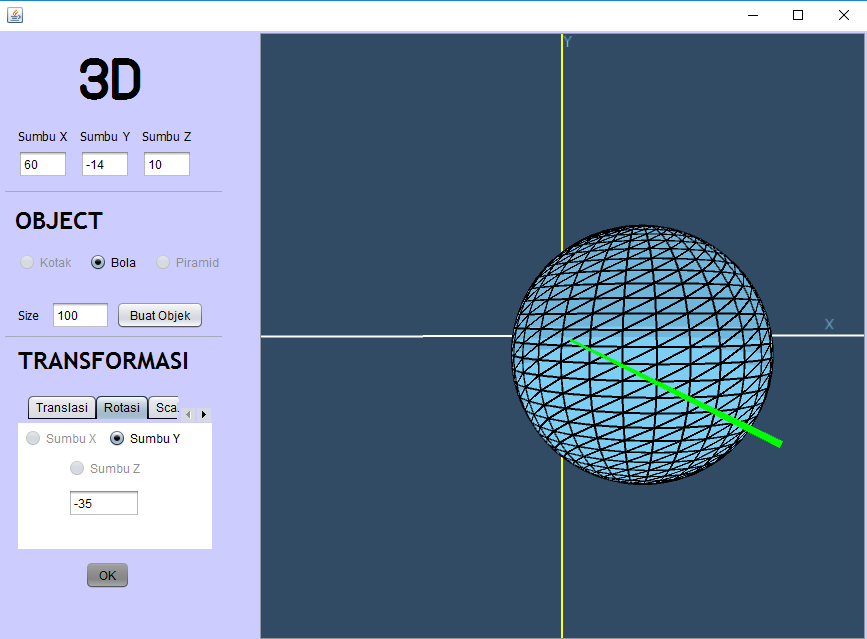 3D
Sumbu X Sumbu Y Sumbu Z
60 -14 10
OBJECT
Kotak Bola Piramid
Size 100 Buat Objek
TRANSFORMASI
Translasi Rotasi Sca
Sumbu X Sumbu Y
Sumbu Z
-35
OK
Y
X